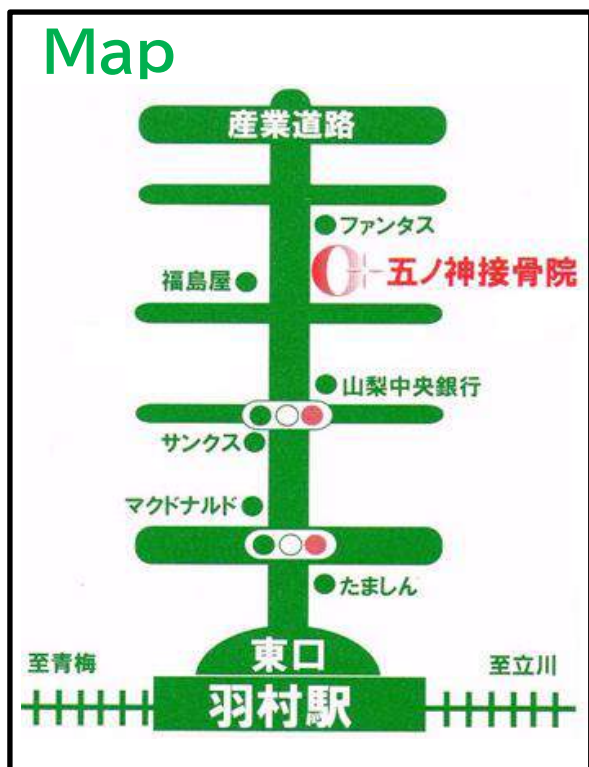 Map
産業道路
ファンタス
五ノ神接骨院
福島屋
山梨中央銀行
サンクス
マクドナルド
たましん
東口
至青梅
至立川
羽村駅